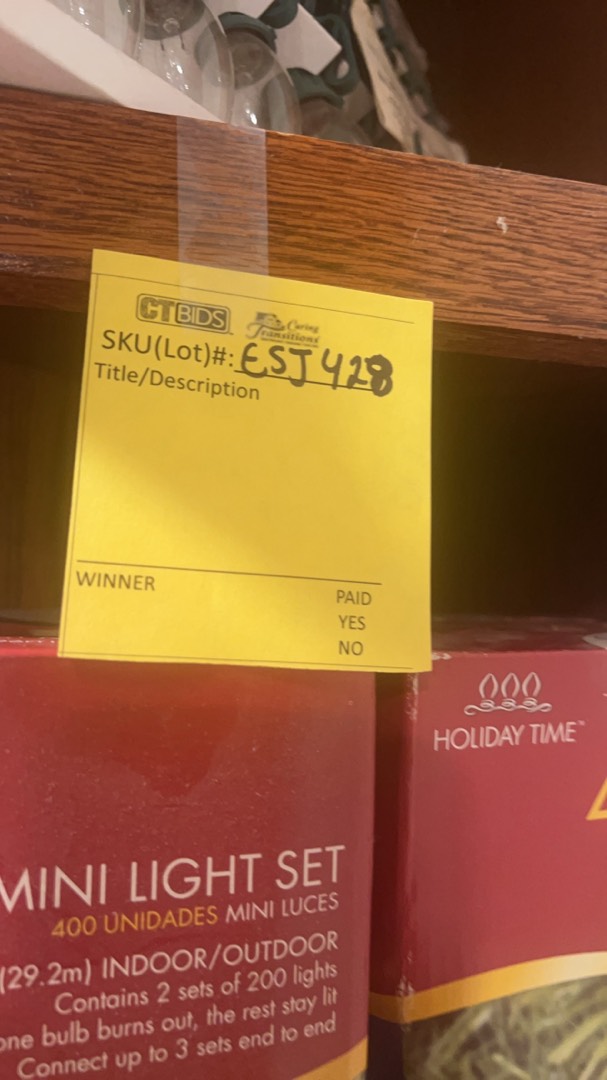 CTBIDS
Caring Transitions
SKU(Lot)#: ESJ428
Title/Description
WINNER
PAID
YES
NO
HOLIDAY TIME™
MINI LIGHT SET
400 UNIDADES MINI LUCES
(29.2m) INDOOR/OUTDOOR
Contains 2 sets of 200 lights
one bulb burns out, the rest stay lit
Connect up to 3 sets end to end